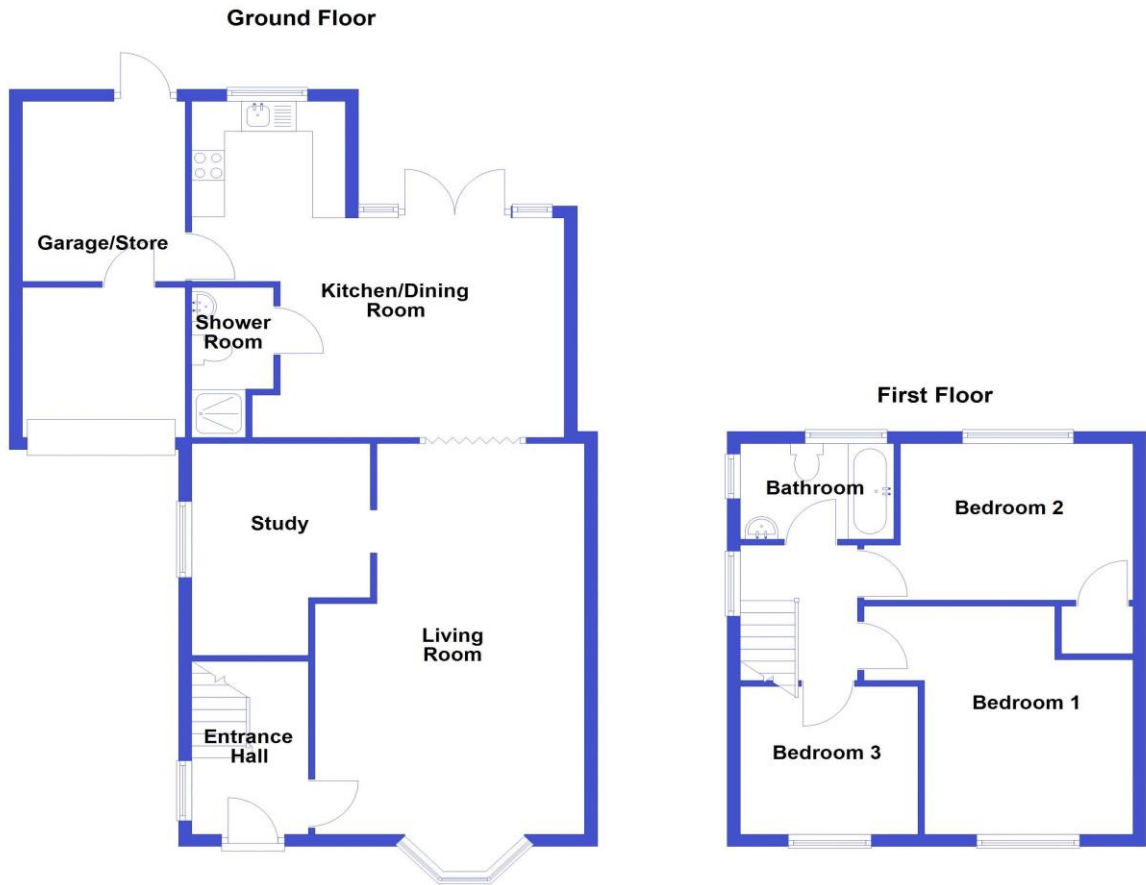 Ground Floor
Garage/Store
Kitchen/Dining
Room
Shower
Room
Study
Living
Room
Entrance
Hall
First Floor
Bathroom
Bedroom 2
Bedroom 1
Bedroom 3